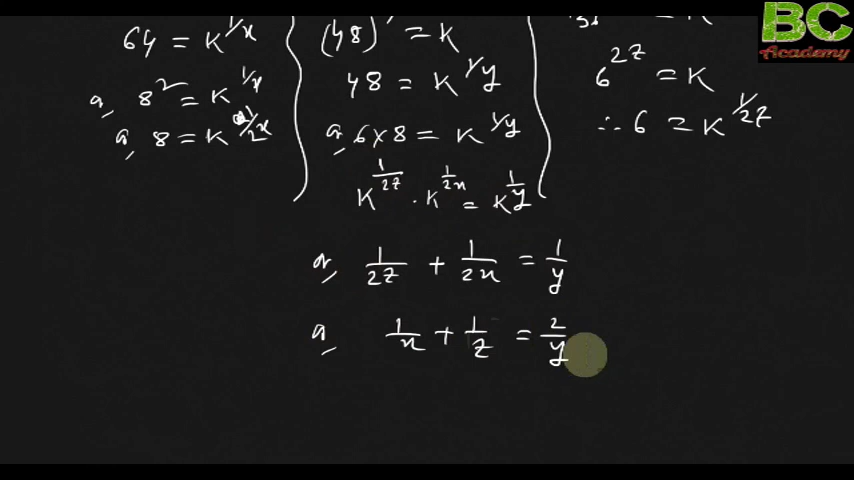 BC
Academy
64 = K^{1/x}
8^2 = K^{1/x}
8 = K^{1/2x}
(48) = K
48 = K^{1/y}
6×8 = K^{1/y}
K^{1/2z} . K^{1/2x} = K^{1/y}
6^{2z} = K
∴ 6 = K^{1/2z}
1/2z + 1/2x = 1/y
1/x + 1/z = 2/y